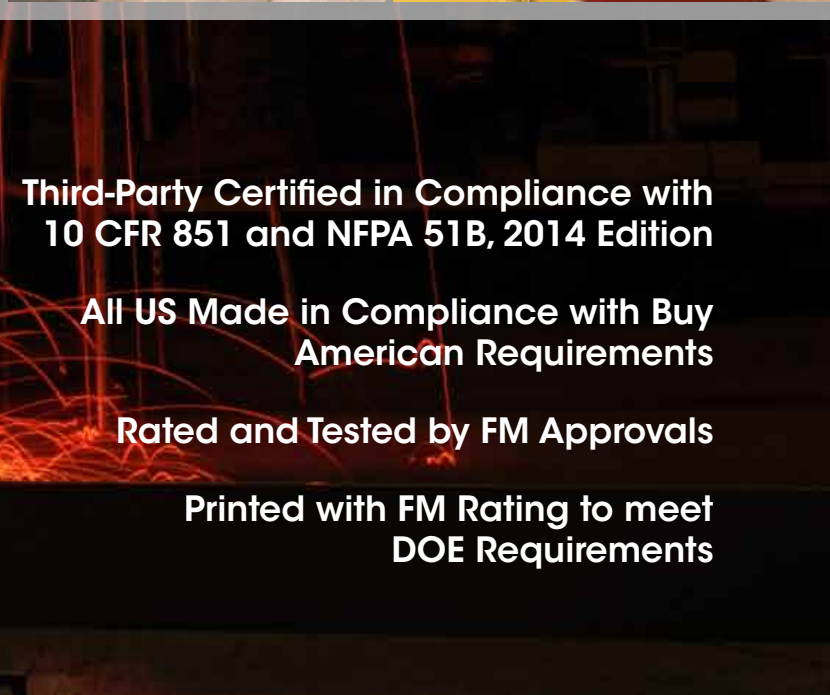 Third-Party Certified in Compliance with
10 CFR 851 and NFPA 51B, 2014 Edition
All US Made in Compliance with Buy
American Requirements
Rated and Tested by FM Approvals
Printed with FM Rating to meet
DOE Requirements